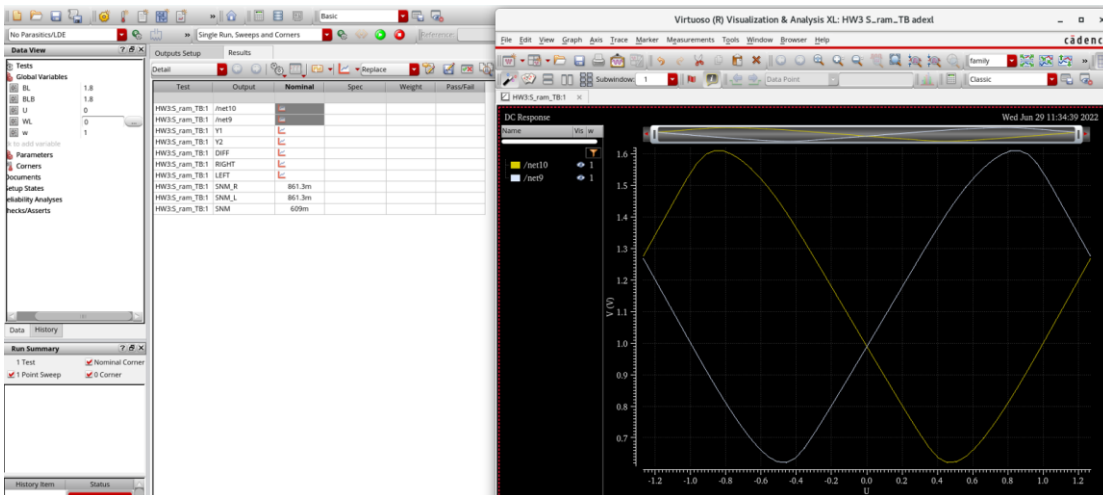 Basic
No Parasitics/LDE
Single Run, Sweeps and Corners
Reference
Data View
Tests
Global Variables
BL 1.8
BLB 1.8
U 0
WL 0
w 1
k to add variable
Parameters
Corners
Documents
Setup States
eliability Analyses
hecks/Asserts
Data History
Run Summary
1 Test
Nominal Corner
1 Point Sweep
0 Corner
History Item Status
Outputs Setup Results
Detail
Replace
Test Output Nominal Spec Weight Pass/Fail
HW3:S_ram_TB:1 /net10
HW3:S_ram_TB:1 /net9
HW3:S_ram_TB:1 Y1
HW3:S_ram_TB:1 Y2
HW3:S_ram_TB:1 DIFF
HW3:S_ram_TB:1 RIGHT
HW3:S_ram_TB:1 LEFT
HW3:S_ram_TB:1 SNM_R 861.3m
HW3:S_ram_TB:1 SNM_L 861.3m
HW3:S_ram_TB:1 SNM 609m
Virtuoso (R) Visualization & Analysis XL: HW3 S_ram_TB adexl
File Edit View Graph Axis Trace Marker Measurements Tools Window Browser Help
cādenc
family
Subwindow: 1
Data Point
Classic
HW3:S_ram_TB:1
DC Response
Wed Jun 29 11:34:39 2022
Name Vis w
/net10 1
/net9 1
V (V)
1.6
1.5
1.4
1.3
1.2
1.1
1.0
0.9
0.8
0.7
-1.2 -1.0 -0.8 -0.6 -0.4 -0.2 0.0 0.2 0.4 0.6 0.8 1.0 1.2
U